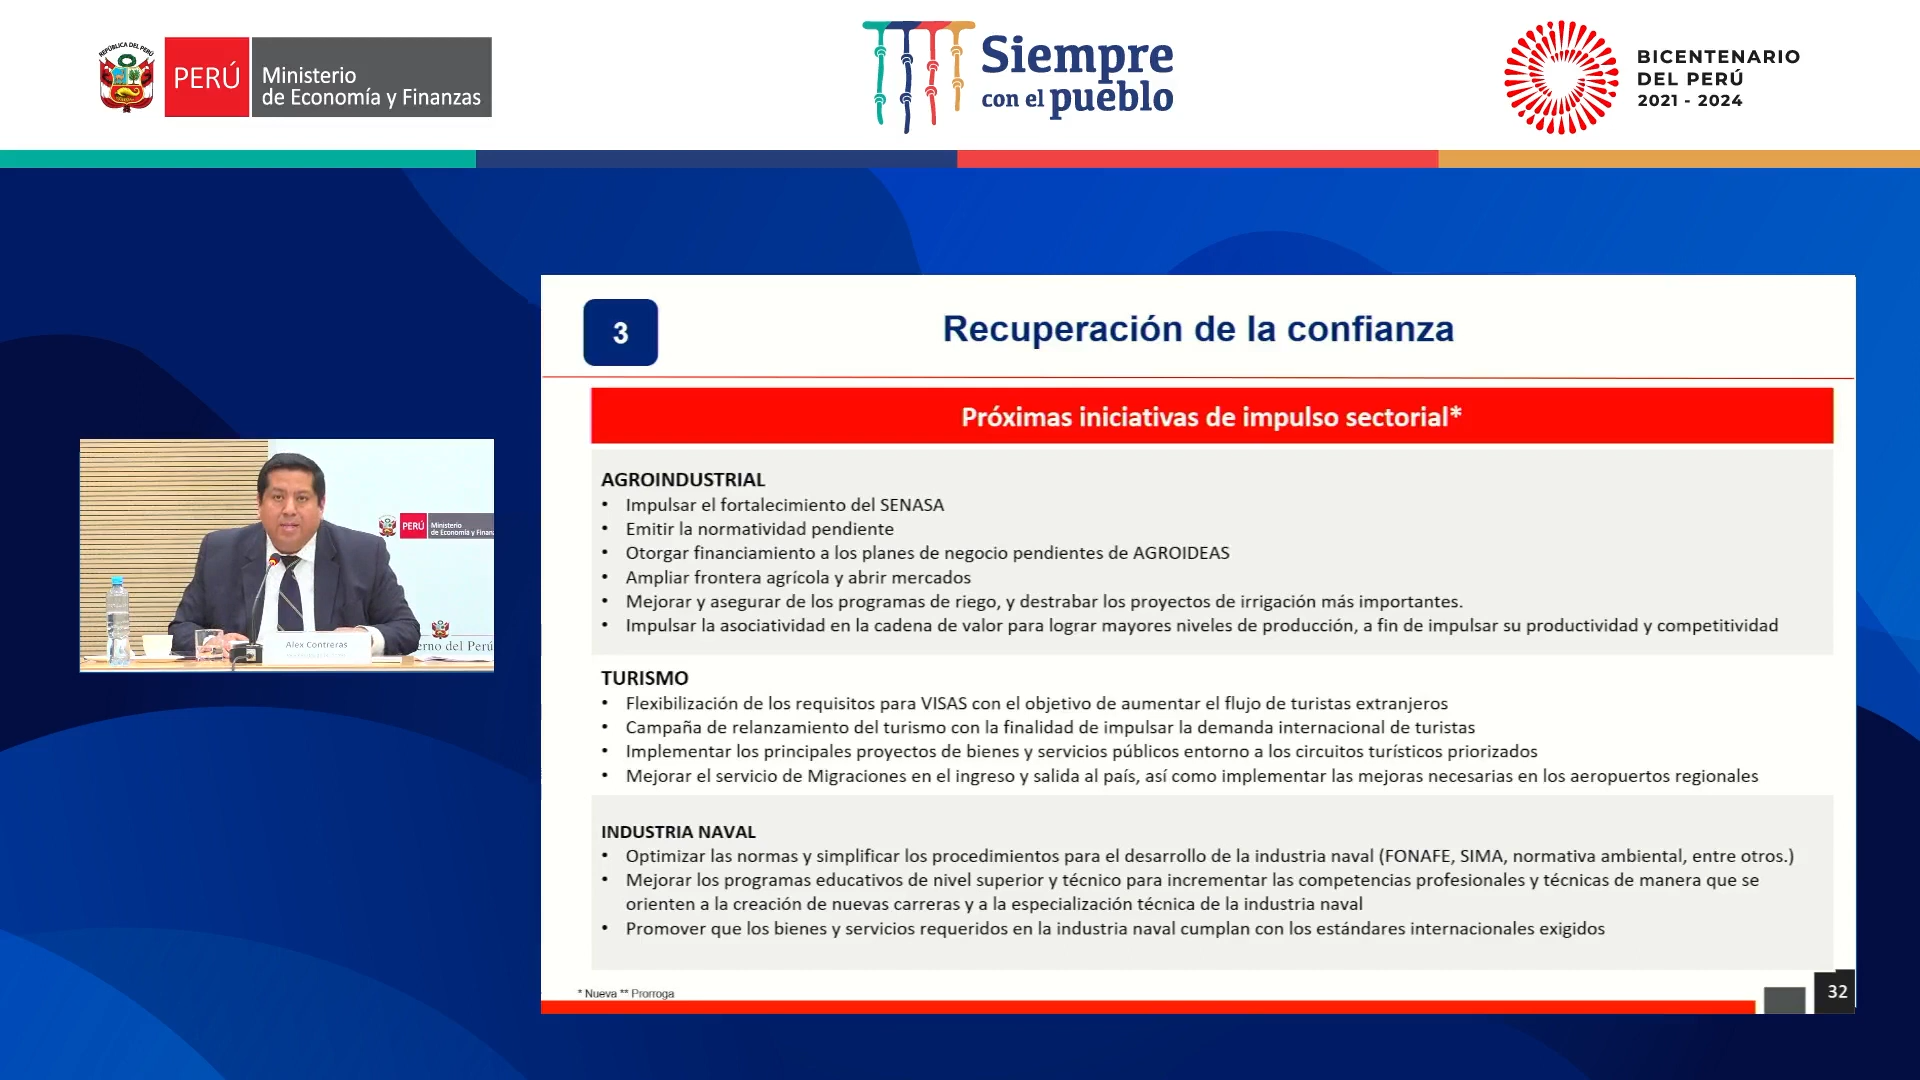 REPÚBLICA DEL PERÚ
PERÚ
Ministerio
de Economía y Finanzas
Siempre
con el pueblo
BICENTENARIO
DEL PERÚ
2021 - 2024
3
Recuperación de la confianza
Próximas iniciativas de impulso sectorial*
AGROINDUSTRIAL
• Impulsar el fortalecimiento del SENASA
• Emitir la normatividad pendiente
• Otorgar financiamiento a los planes de negocio pendientes de AGROIDEAS
• Ampliar frontera agrícola y abrir mercados
• Mejorar y asegurar de los programas de riego, y destrabar los proyectos de irrigación más importantes.
• Impulsar la asociatividad en la cadena de valor para lograr mayores niveles de producción, a fin de impulsar su productividad y competitividad
TURISMO
• Flexibilización de los requisitos para VISAS con el objetivo de aumentar el flujo de turistas extranjeros
• Campaña de relanzamiento del turismo con la finalidad de impulsar la demanda internacional de turistas
• Implementar los principales proyectos de bienes y servicios públicos entorno a los circuitos turísticos priorizados
• Mejorar el servicio de Migraciones en el ingreso y salida al país, así como implementar las mejoras necesarias en los aeropuertos regionales
INDUSTRIA NAVAL
• Optimizar las normas y simplificar los procedimientos para el desarrollo de la industria naval (FONAFE, SIMA, normativa ambiental, entre otros.)
• Mejorar los programas educativos de nivel superior y técnico para incrementar las competencias profesionales y técnicas de manera que se
orienten a la creación de nuevas carreras y a la especialización técnica de la industria naval
• Promover que los bienes y servicios requeridos en la industria naval cumplan con los estándares internacionales exigidos
* Nueva ** Prorroga
32
PERÚ
Ministerio
de Economía y Finan
Alex Contreras
erno del Perú